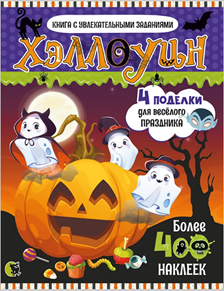 КНИГА С УВЛЕКАТЕЛЬНЫМИ ЗАДАНИЯМИ
ХЭЛЛОУИН
4 ПОДЕЛКИ
ДЛЯ ВЕСЁЛОГО
ПРАЗДНИКА
БОЛЕЕ
400
НАКЛЕЕК